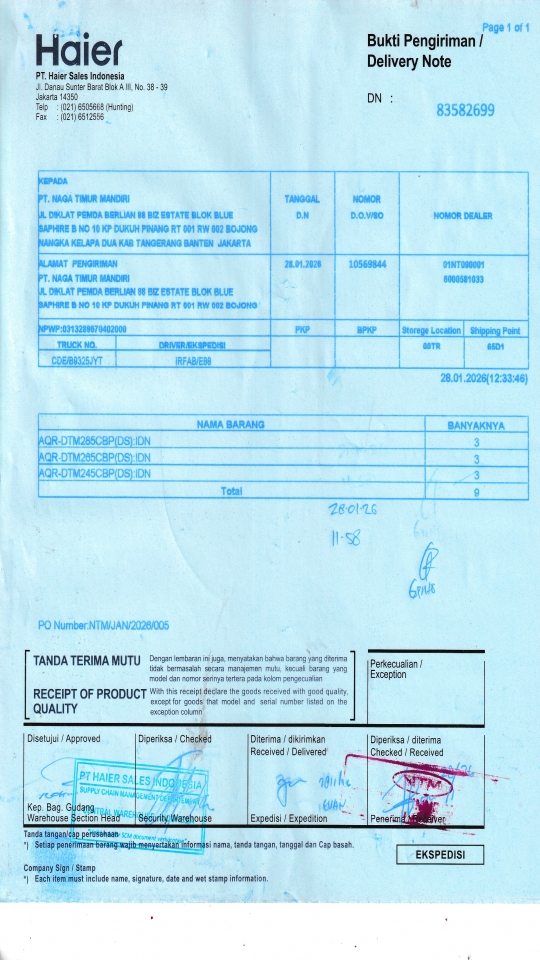 Page 1 of 1
Haier
Bukti Pengiriman /
Delivery Note
PT. Haier Sales Indonesia
Jl. Danau Sunter Barat Blok A III, No. 38 - 39
Jakarta 14350
Telp : (021) 6505668 (Hunting)
Fax : (021) 6512556
DN :
83582699
KEPADA
PT. NAGA TIMUR MANDIRI
JL DIKLAT PEMDA BERLIAN 88 BIZ ESTATE BLOK BLUE
SAPHIRE B NO 10 KP DUKUH PINANG RT 001 RW 002 BOJONG
NANGKA KELAPA DUA KAB TANGERANG BANTEN JAKARTA
TANGGAL
D.N
NOMOR
D.O.V/SO
NOMOR DEALER
ALAMAT PENGIRIMAN
PT. NAGA TIMUR MANDIRI
JL DIKLAT PEMDA BERLIAN 88 BIZ ESTATE BLOK BLUE
SAPHIRE B NO 10 KP DUKUH PINANG RT 001 RW 002 BOJONG
28.01.2026
10569844
NPWP:0313289670402000
PKP
BPKP
Storege Location
Shipping Point
TRUCK NO.
DRIVER/EKSPEDISI
28.01.2026(12:33:46)
NAMA BARANG
BANYAKNYA
AQR-DTM285CBP(DS):IDN 3
AQR-DTM265CBP(DS):IDN 3
AQR-DTM245CBP(DS):IDN 3
Total 9
28-01-26
11-58
PO Number:NTM/JAN/2026/005
TANDA TERIMA MUTU
Dengan lembaran ini juga, menyatakan bahwa barang yang diterima
tidak bermasalah secara manajemen mutu, kecuali barang yang
model dan nomor serinya tertera pada kolom pengecualian
RECEIPT OF PRODUCT
QUALITY
With this receipt declare the goods received with good quality,
except for goods that model and serial number listed on the
exception column
Perkecualian /
Exception
Disetujui / Approved
Diperiksa / Checked
Diterima / dikirimkan
Received / Delivered
Diperiksa / diterima
Checked / Received
PT HAIER SALES INDONESIA
SUPPLY CHAIN MANAGEMENT DEPARTEMENT
NTM
Kep. Bag. Gudang
Warehouse Section Head
Security Warehouse
Expedisi / Expedition
Penerima / Receiver
Tanda tangan/cap perusahaan
*) Setiap penerimaan barang wajib menyertakan informasi nama, tanda tangan, tanggal dan Cap basah.
EKSPEDISI
Company Sign / Stamp
*) Each item must include name, signature, date and wet stamp information.